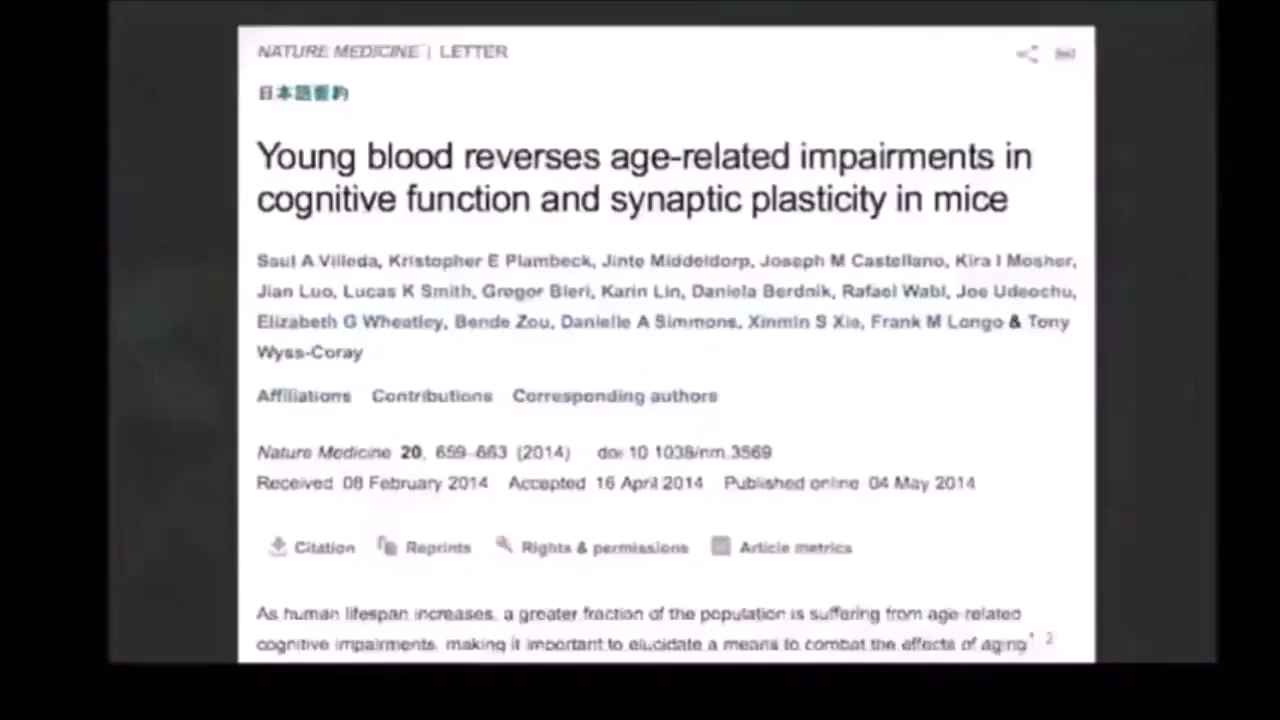 NATURE MEDICINE | LETTER
日本語要約
Young blood reverses age-related impairments in
cognitive function and synaptic plasticity in mice
Saul A Villeda, Kristopher E Plambeck, Jinte Middeldorp, Joseph M Castellano, Kira I Mosher,
Jian Luo, Lucas K Smith, Gregor Bieri, Karin Lin, Daniela Berdnik, Rafael Wabl, Joe Udeochu,
Elizabeth G Wheatley, Bende Zou, Danielle A Simmons, Xinmin S Xie, Frank M Longo & Tony
Wyss-Coray
Affiliations Contributions Corresponding authors
Nature Medicine 20, 659–663 (2014) doi:10.1038/nm.3569
Received 08 February 2014 Accepted 16 April 2014 Published online 04 May 2014
Citation Reprints Rights & permissions Article metrics
As human lifespan increases, a greater fraction of the population is suffering from age-related
cognitive impairments, making it important to elucidate a means to combat the effects of aging1, 2